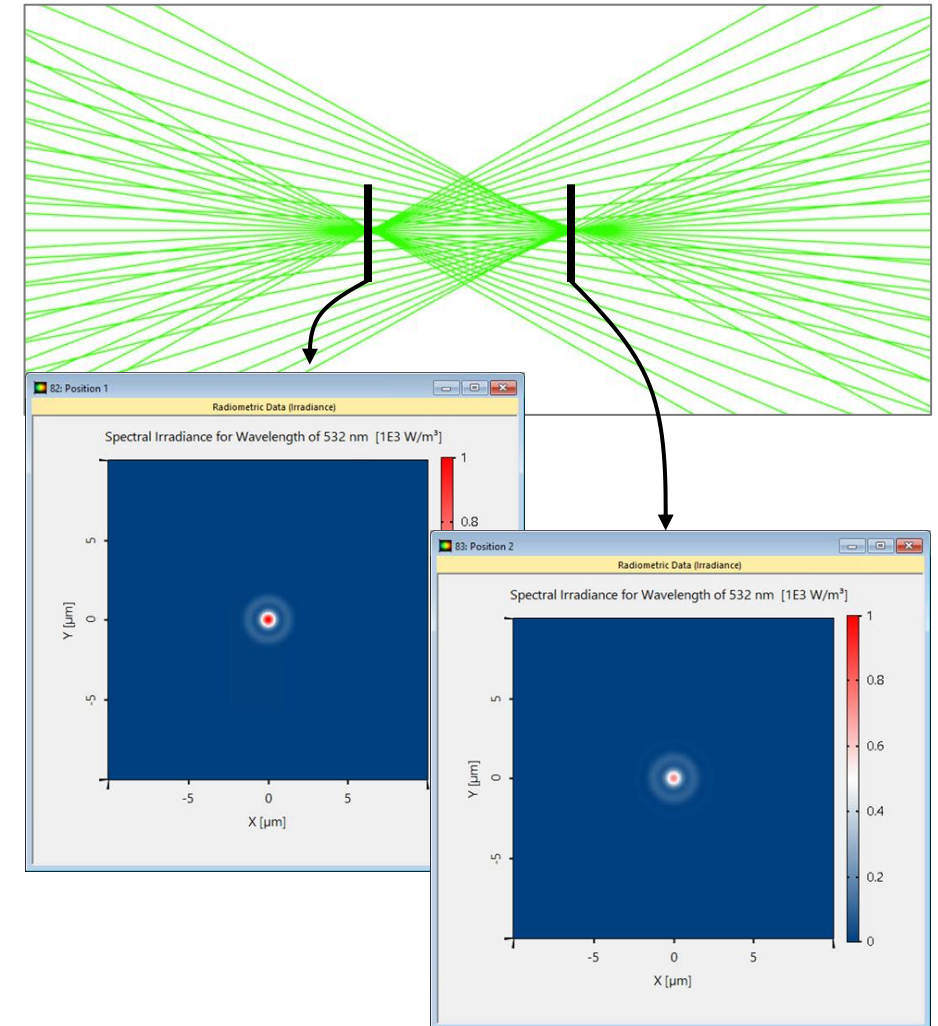 82: Position 1
Radiometric Data (Irradiance)
Spectral Irradiance for Wavelength of 532 nm [1E3 W/m³]
1
0.8
5
0
-5
Y [µm]
-5 0 5
X [µm]
83: Position 2
Radiometric Data (Irradiance)
Spectral Irradiance for Wavelength of 532 nm [1E3 W/m³]
1
0.8
0.6
0.4
0.2
0
5
0
-5
Y [µm]
-5 0 5
X [µm]